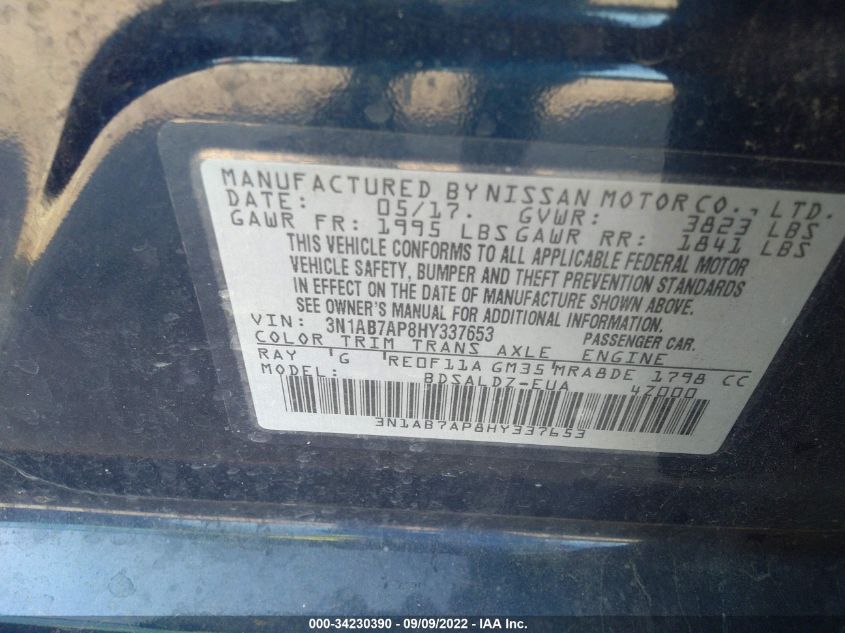 MANUFACTURED BY NISSAN MOTOR CO., LTD.
DATE: 05/17. GVWR: 3823 LBS
GAWR FR: 1995 LBS GAWR RR: 1841 LBS
THIS VEHICLE CONFORMS TO ALL APPLICABLE FEDERAL MOTOR
VEHICLE SAFETY, BUMPER AND THEFT PREVENTION STANDARDS
IN EFFECT ON THE DATE OF MANUFACTURE SHOWN ABOVE.
SEE OWNER'S MANUAL FOR ADDITIONAL INFORMATION.
VIN: 3N1AB7AP8HY337653 PASSENGER CAR.
COLOR TRIM TRANS AXLE ENGINE
RAY G RE0F11A GM35 MRA8DE 1798 CC
MODEL: BDSALDZ-EUA 42000
3N1AB7AP8HY337653
000-34230390 - 09/09/2022 - IAA Inc.